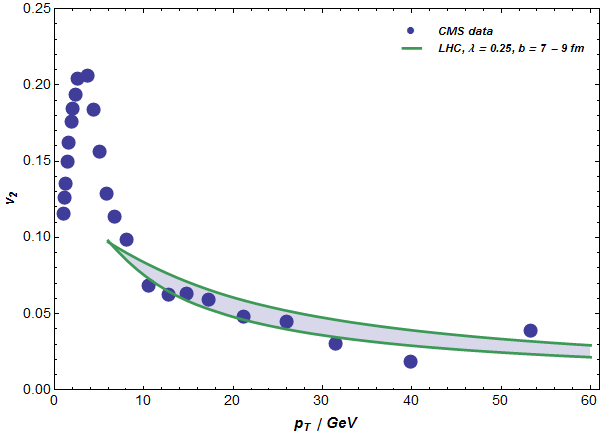 0.25
CMS data
LHC, λ = 0.25, b = 7 – 9 fm
0.20
0.15
v2
0.10
0.05
0.00
0 10 20 30 40 50 60
pT / GeV